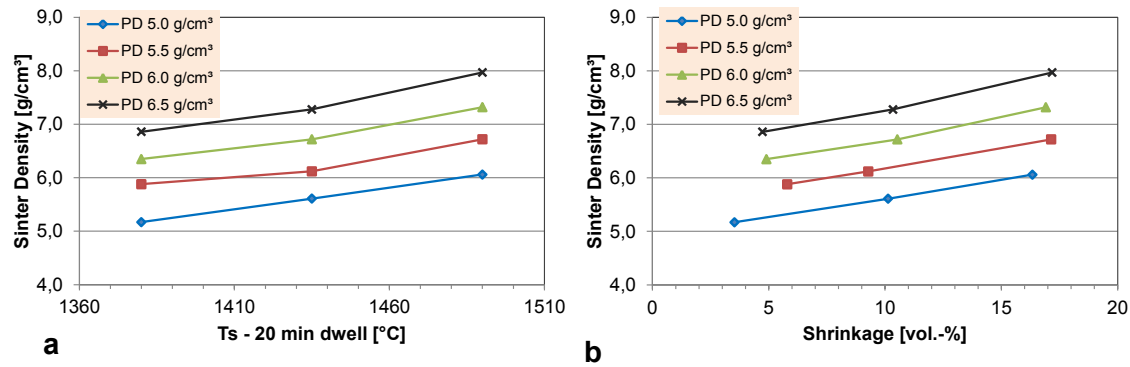 9,0
8,0
7,0
6,0
5,0
4,0
Sinter Density [g/cm³]
PD 5.0 g/cm³
PD 5.5 g/cm³
PD 6.0 g/cm³
PD 6.5 g/cm³
1360
1410
1460
1510
Ts - 20 min dwell [°C]
a
9,0
8,0
7,0
6,0
5,0
4,0
Sinter Density [g/cm³]
PD 5.0 g/cm³
PD 5.5 g/cm³
PD 6.0 g/cm³
PD 6.5 g/cm³
0
5
10
15
20
Shrinkage [vol.-%]
b